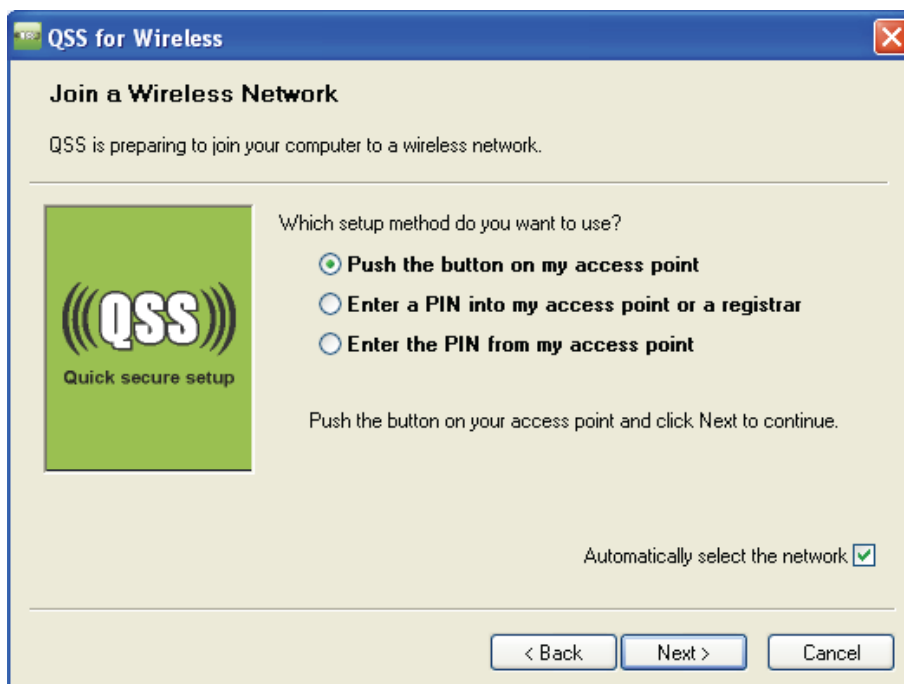 QSS for Wireless
Join a Wireless Network
QSS is preparing to join your computer to a wireless network.
Which setup method do you want to use?
Push the button on my access point
Enter a PIN into my access point or a registrar
Enter the PIN from my access point
(((QSS)))
Quick secure setup
Push the button on your access point and click Next to continue.
Automatically select the network
< Back
Next >
Cancel